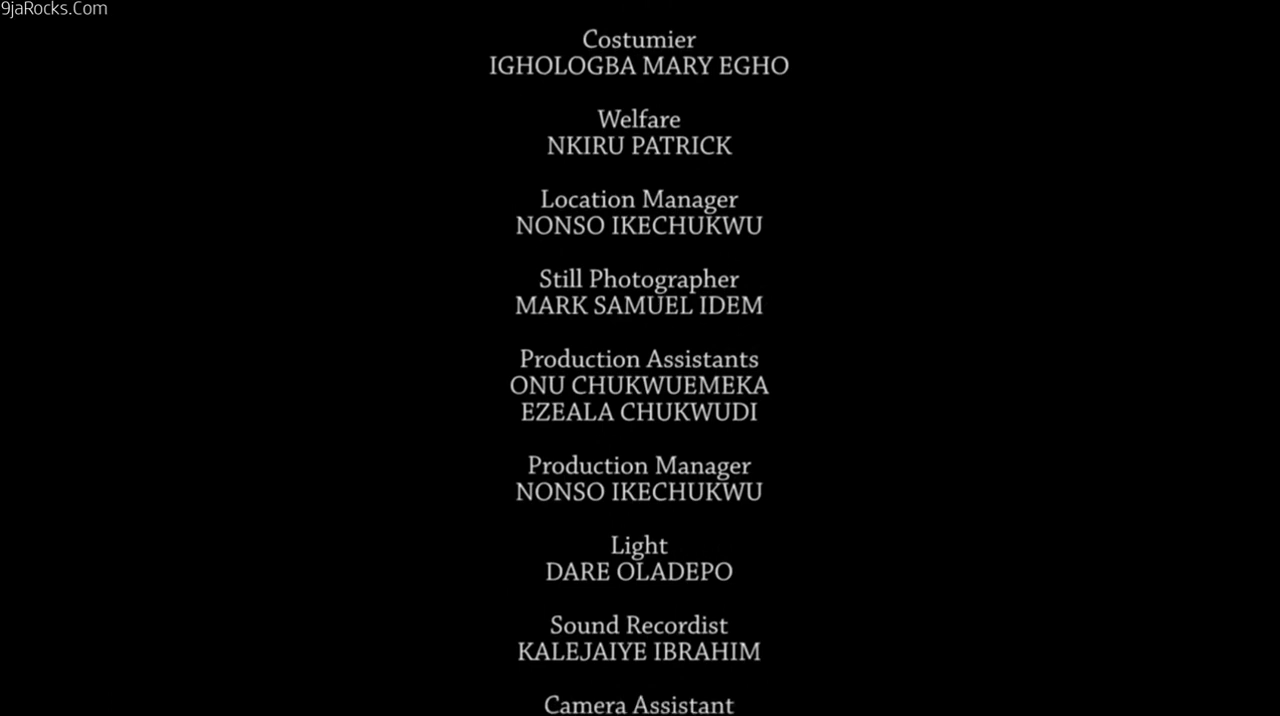 9jaRocks.Com
Costumier
IGHOLOGBA MARY EGHO
Welfare
NKIRU PATRICK
Location Manager
NONSO IKECHUKWU
Still Photographer
MARK SAMUEL IDEM
Production Assistants
ONU CHUKWUEMEKA
EZEALA CHUKWUDI
Production Manager
NONSO IKECHUKWU
Light
DARE OLADEPO
Sound Recordist
KALEJAIYE IBRAHIM
Camera Assistant